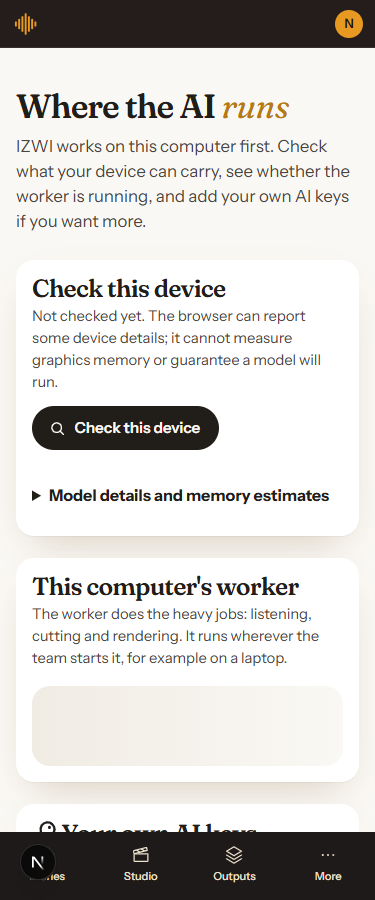 N
Where the AI runs
IZWI works on this computer first. Check
what your device can carry, see whether the
worker is running, and add your own AI keys
if you want more.
Check this device
Not checked yet. The browser can report
some device details; it cannot measure
graphics memory or guarantee a model will
run.
Check this device
Model details and memory estimates
This computer's worker
The worker does the heavy jobs: listening,
cutting and rendering. It runs wherever the
team starts it, for example on a laptop.
Your own AI keys
N
Studio
Outputs
More